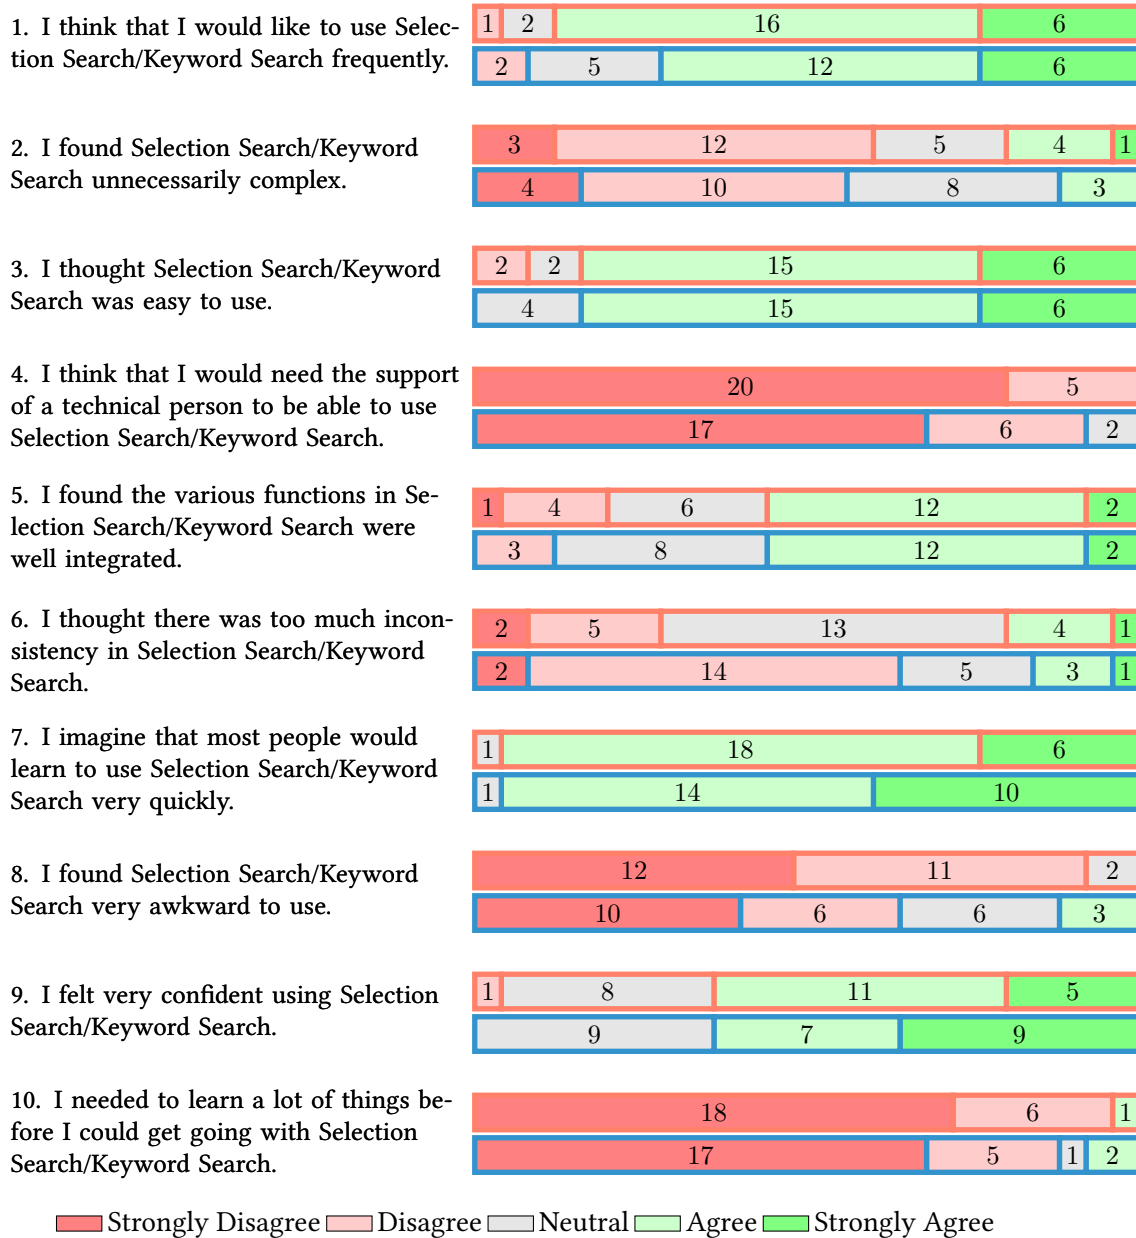 1. I think that I would like to use Selec-
tion Search/Keyword Search frequently.
1 2 16 6
2 5 12 6
2. I found Selection Search/Keyword
Search unnecessarily complex.
3 12 5 4 1
4 10 8 3
3. I thought Selection Search/Keyword
Search was easy to use.
2 2 15 6
4 15 6
4. I think that I would need the support
of a technical person to be able to use
Selection Search/Keyword Search.
20 5
17 6 2
5. I found the various functions in Se-
lection Search/Keyword Search were
well integrated.
1 4 6 12 2
3 8 12 2
6. I thought there was too much incon-
sistency in Selection Search/Keyword
Search.
2 5 13 4 1
2 14 5 3 1
7. I imagine that most people would
learn to use Selection Search/Keyword
Search very quickly.
1 18 6
1 14 10
8. I found Selection Search/Keyword
Search very awkward to use.
12 11 2
10 6 6 3
9. I felt very confident using Selection
Search/Keyword Search.
1 8 11 5
9 7 9
10. I needed to learn a lot of things be-
fore I could get going with Selection
Search/Keyword Search.
18 6 1
17 5 1 2
Strongly Disagree Disagree Neutral Agree Strongly Agree